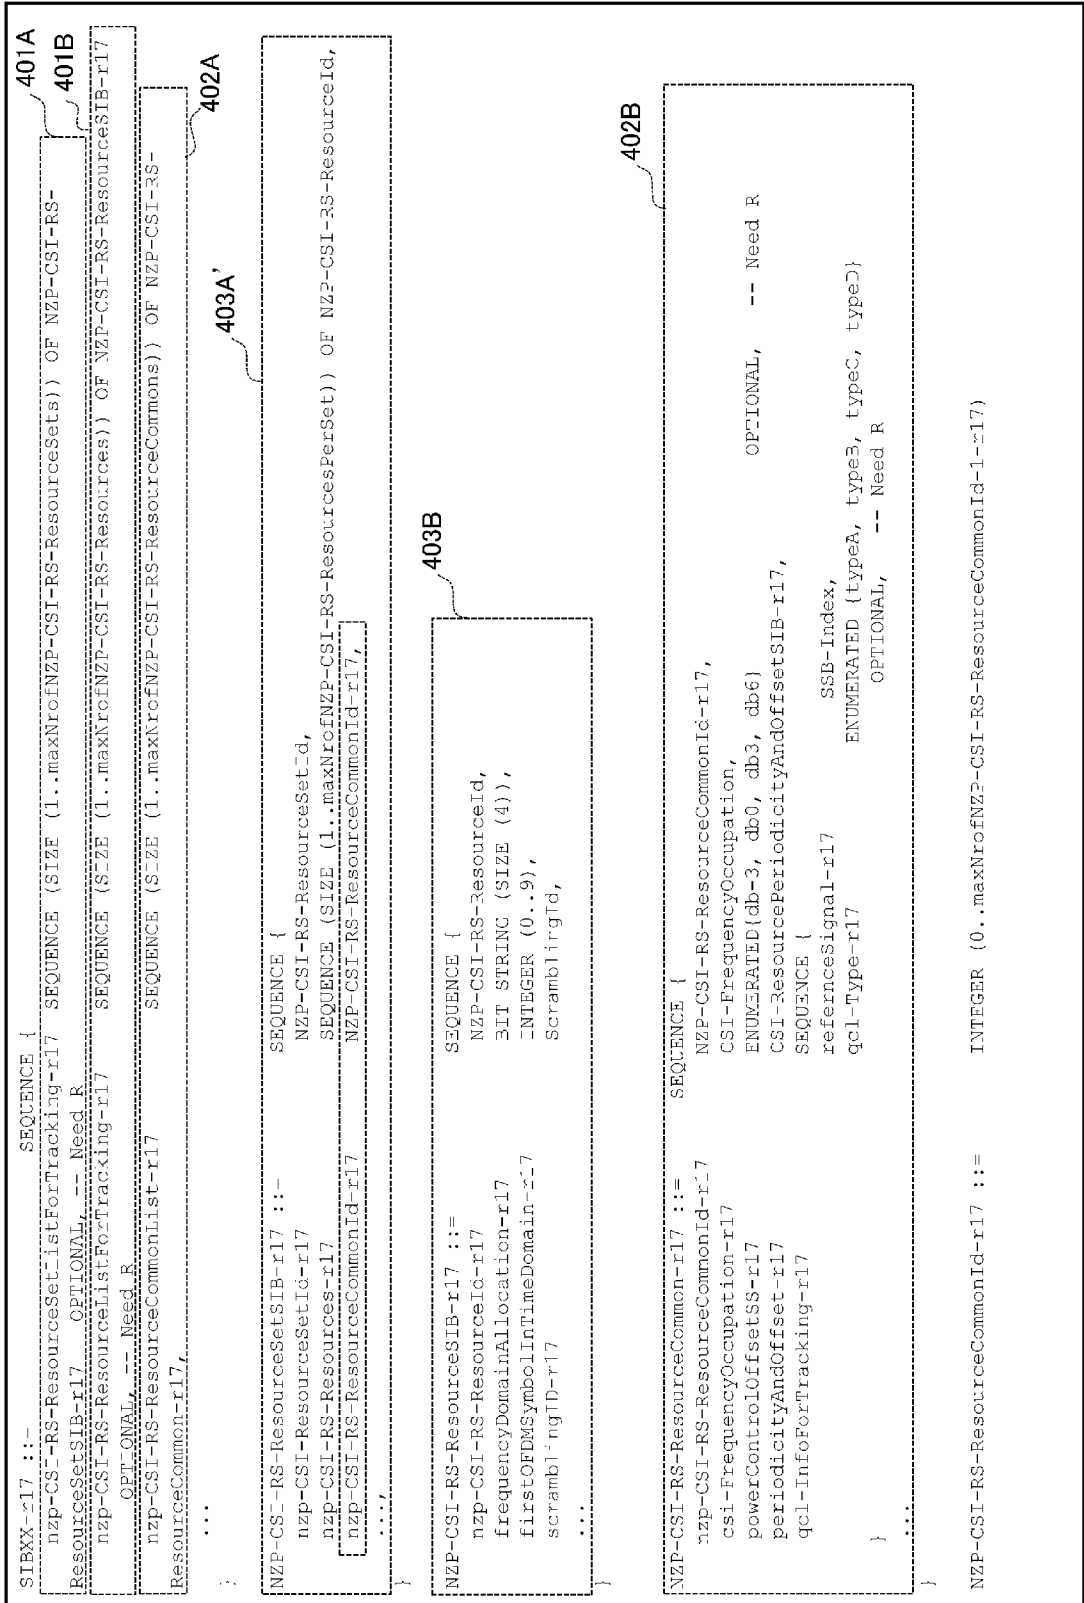 SIBXX-r17 ::= SEQUENCE {
nzp-CSI-RS-ResourceSetListForTracking-r17 SEQUENCE (SIZE (1..maxNrofNZP-CSI-RS-ResourceSets)) OF NZP-CSI-RS-
ResourceSetSIB-r17 OPTIONAL, -- Need R
401A
nzp-CSI-RS-ResourceListForTracking-r17 SEQUENCE (SIZE (1..maxNrofNZP-CSI-RS-Resources)) OF NZP-CSI-RS-ResourceSIB-r17
OPTIONAL, -- Need R
401B
nzp-CSI-RS-ResourceCommonList-r17 SEQUENCE (SIZE (1..maxNrofNZP-CSI-RS-ResourceCommons)) OF NZP-CSI-RS-
ResourceCommon-r17,
402A
...
}
403A'
NZP-CSI-RS-ResourceSetSIB-r17 ::= SEQUENCE {
nzp-CSI-ResourceSetId-r17 NZP-CSI-RS-ResourceSetId,
nzp-CSI-RS-Resources-r17 SEQUENCE (SIZE (1..maxNrofNZP-CSI-RS-ResourcesPerSet)) OF NZP-CSI-RS-ResourceId,
nzp-CSI-RS-ResourceCommonId-r17 NZP-CSI-RS-ResourceCommonId-r17,
...,
}
403B
NZP-CSI-RS-ResourceSIB-r17 ::= SEQUENCE {
nzp-CSI-RS-ResourceId-r17 NZP-CSI-RS-ResourceId,
frequencyDomainAllocation-r17 BIT STRING (SIZE (4)),
firstOFDMSymbolInTimeDomain-r17 INTEGER (0..9),
scramblingID-r17 ScramblingId,
...
}
402B
NZP-CSI-RS-ResourceCommon-r17 ::= SEQUENCE {
nzp-CSI-RS-ResourceCommonId-r17 NZP-CSI-RS-ResourceCommonId-r17,
csi-FrequencyOccupation-r17 CSI-FrequencyOccupation,
powerControlOffsetSS-r17 ENUMERATED{db-3, db0, db3, db6} OPTIONAL, -- Need R
periodicityAndOffset-r17 CSI-ResourcePeriodicityAndOffsetSIB-r17,
qcl-InfoForTracking-r17 SEQUENCE {
refernceSignal-r17 SSB-Index,
qcl-Type-r17 ENUMERATED {typeA, typeB, typeC, typeD}
} OPTIONAL, -- Need R
...
}
NZP-CSI-RS-ResourceCommonId-r17 ::= INTEGER (0..maxNrofNZP-CSI-RS-ResourceCommonId-1-r17)